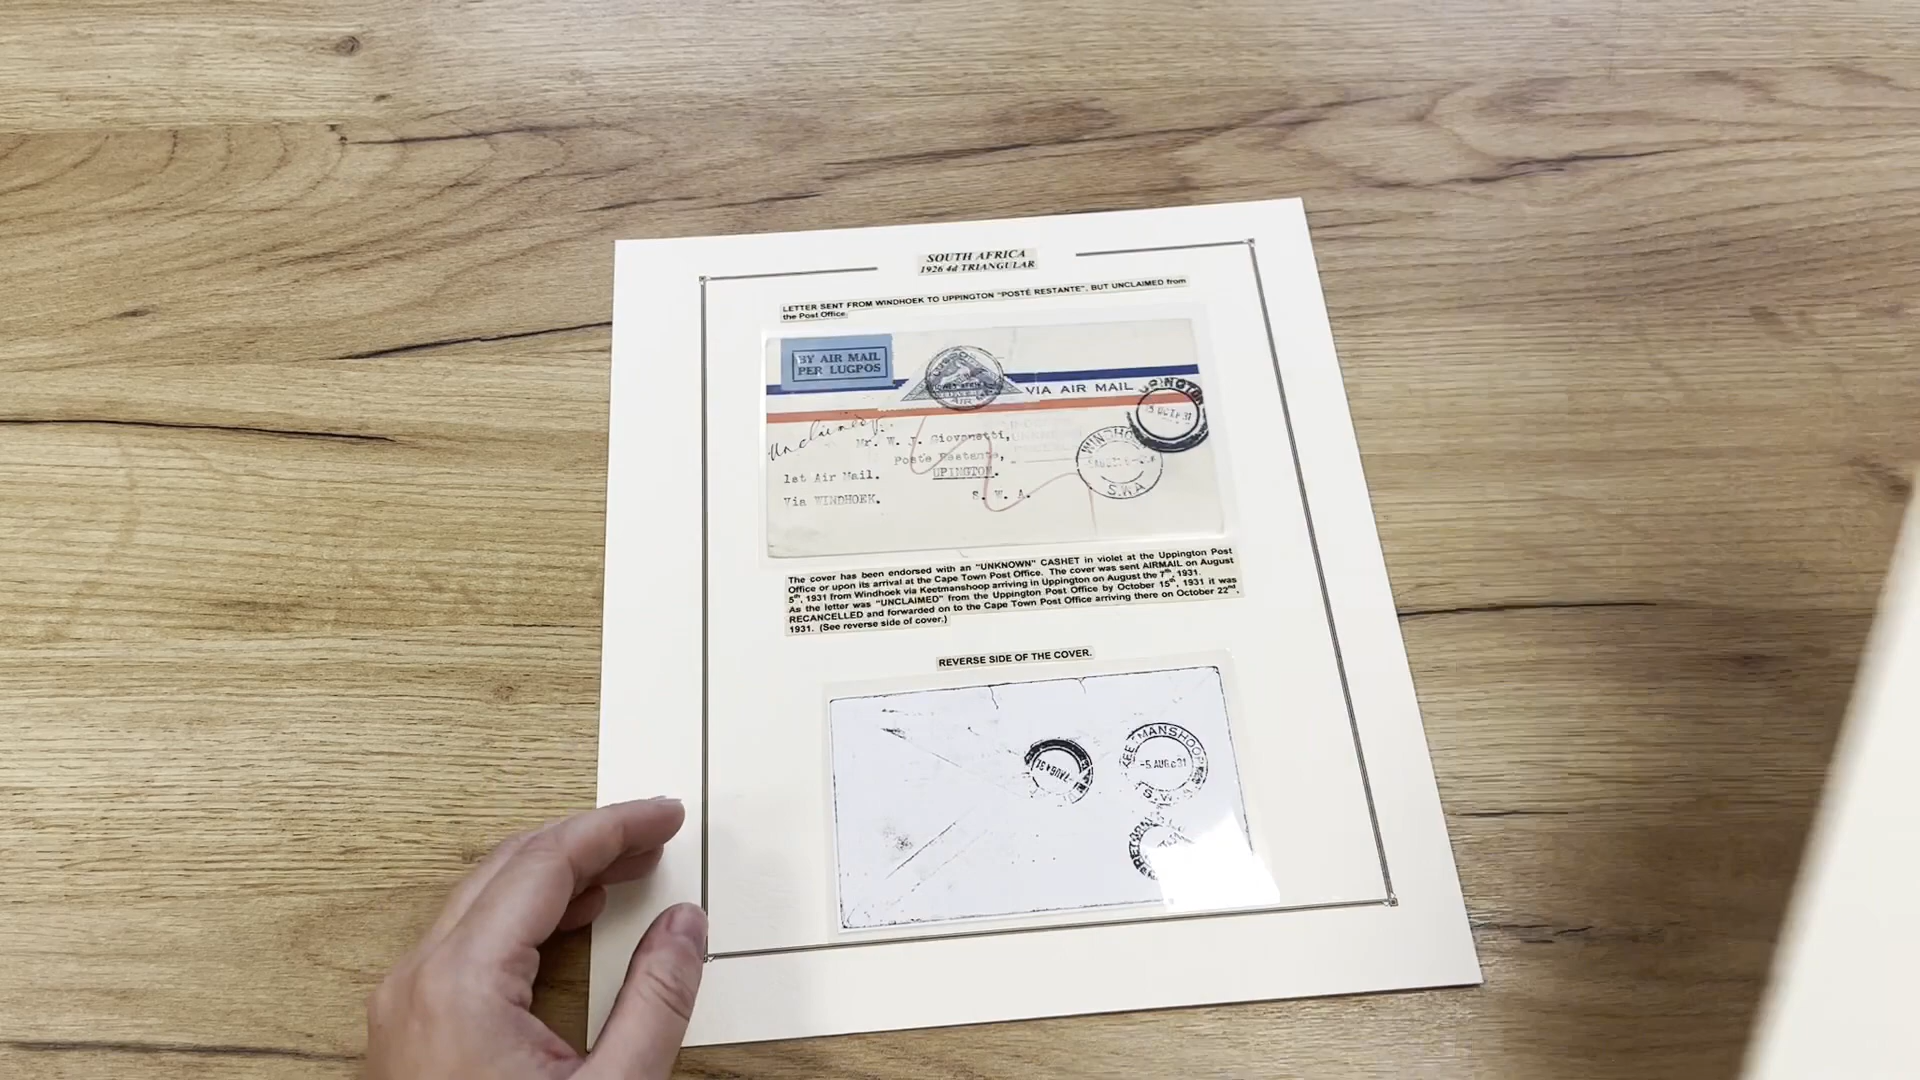 SOUTH AFRICA
1926 4d TRIANGULAR
LETTER SENT FROM WINDHOEK TO UPPINGTON "POSTÉ RESTANTE", BUT UNCLAIMED from
the Post Office.
BY AIR MAIL
PER LUGPOS
VIA AIR MAIL
UPINGTON
Unclaimed
Mr. W. J. Giovanetti,
Poste Restante,
1st Air Mail.
UPINGTON.
Via WINDHOEK.
S. W. A.
WINDHOEK
S.W.A
The cover has been endorsed with an "UNKNOWN" CASHET in violet at the Uppington Post
Office or upon its arrival at the Cape Town Post Office. The cover was sent AIRMAIL on August
5th, 1931 from Windhoek via Keetmanshoop arriving in Uppington on August the 7th, 1931.
As the letter was "UNCLAIMED" from the Uppington Post Office by October 15th, 1931 it was
RECANCELLED and forwarded on to the Cape Town Post Office arriving there on October 22nd,
1931. (See reverse side of cover.)
REVERSE SIDE OF THE COVER.
KEETMANSHOOP
-5 AUG 31
S.W.A
-7 AUG 31